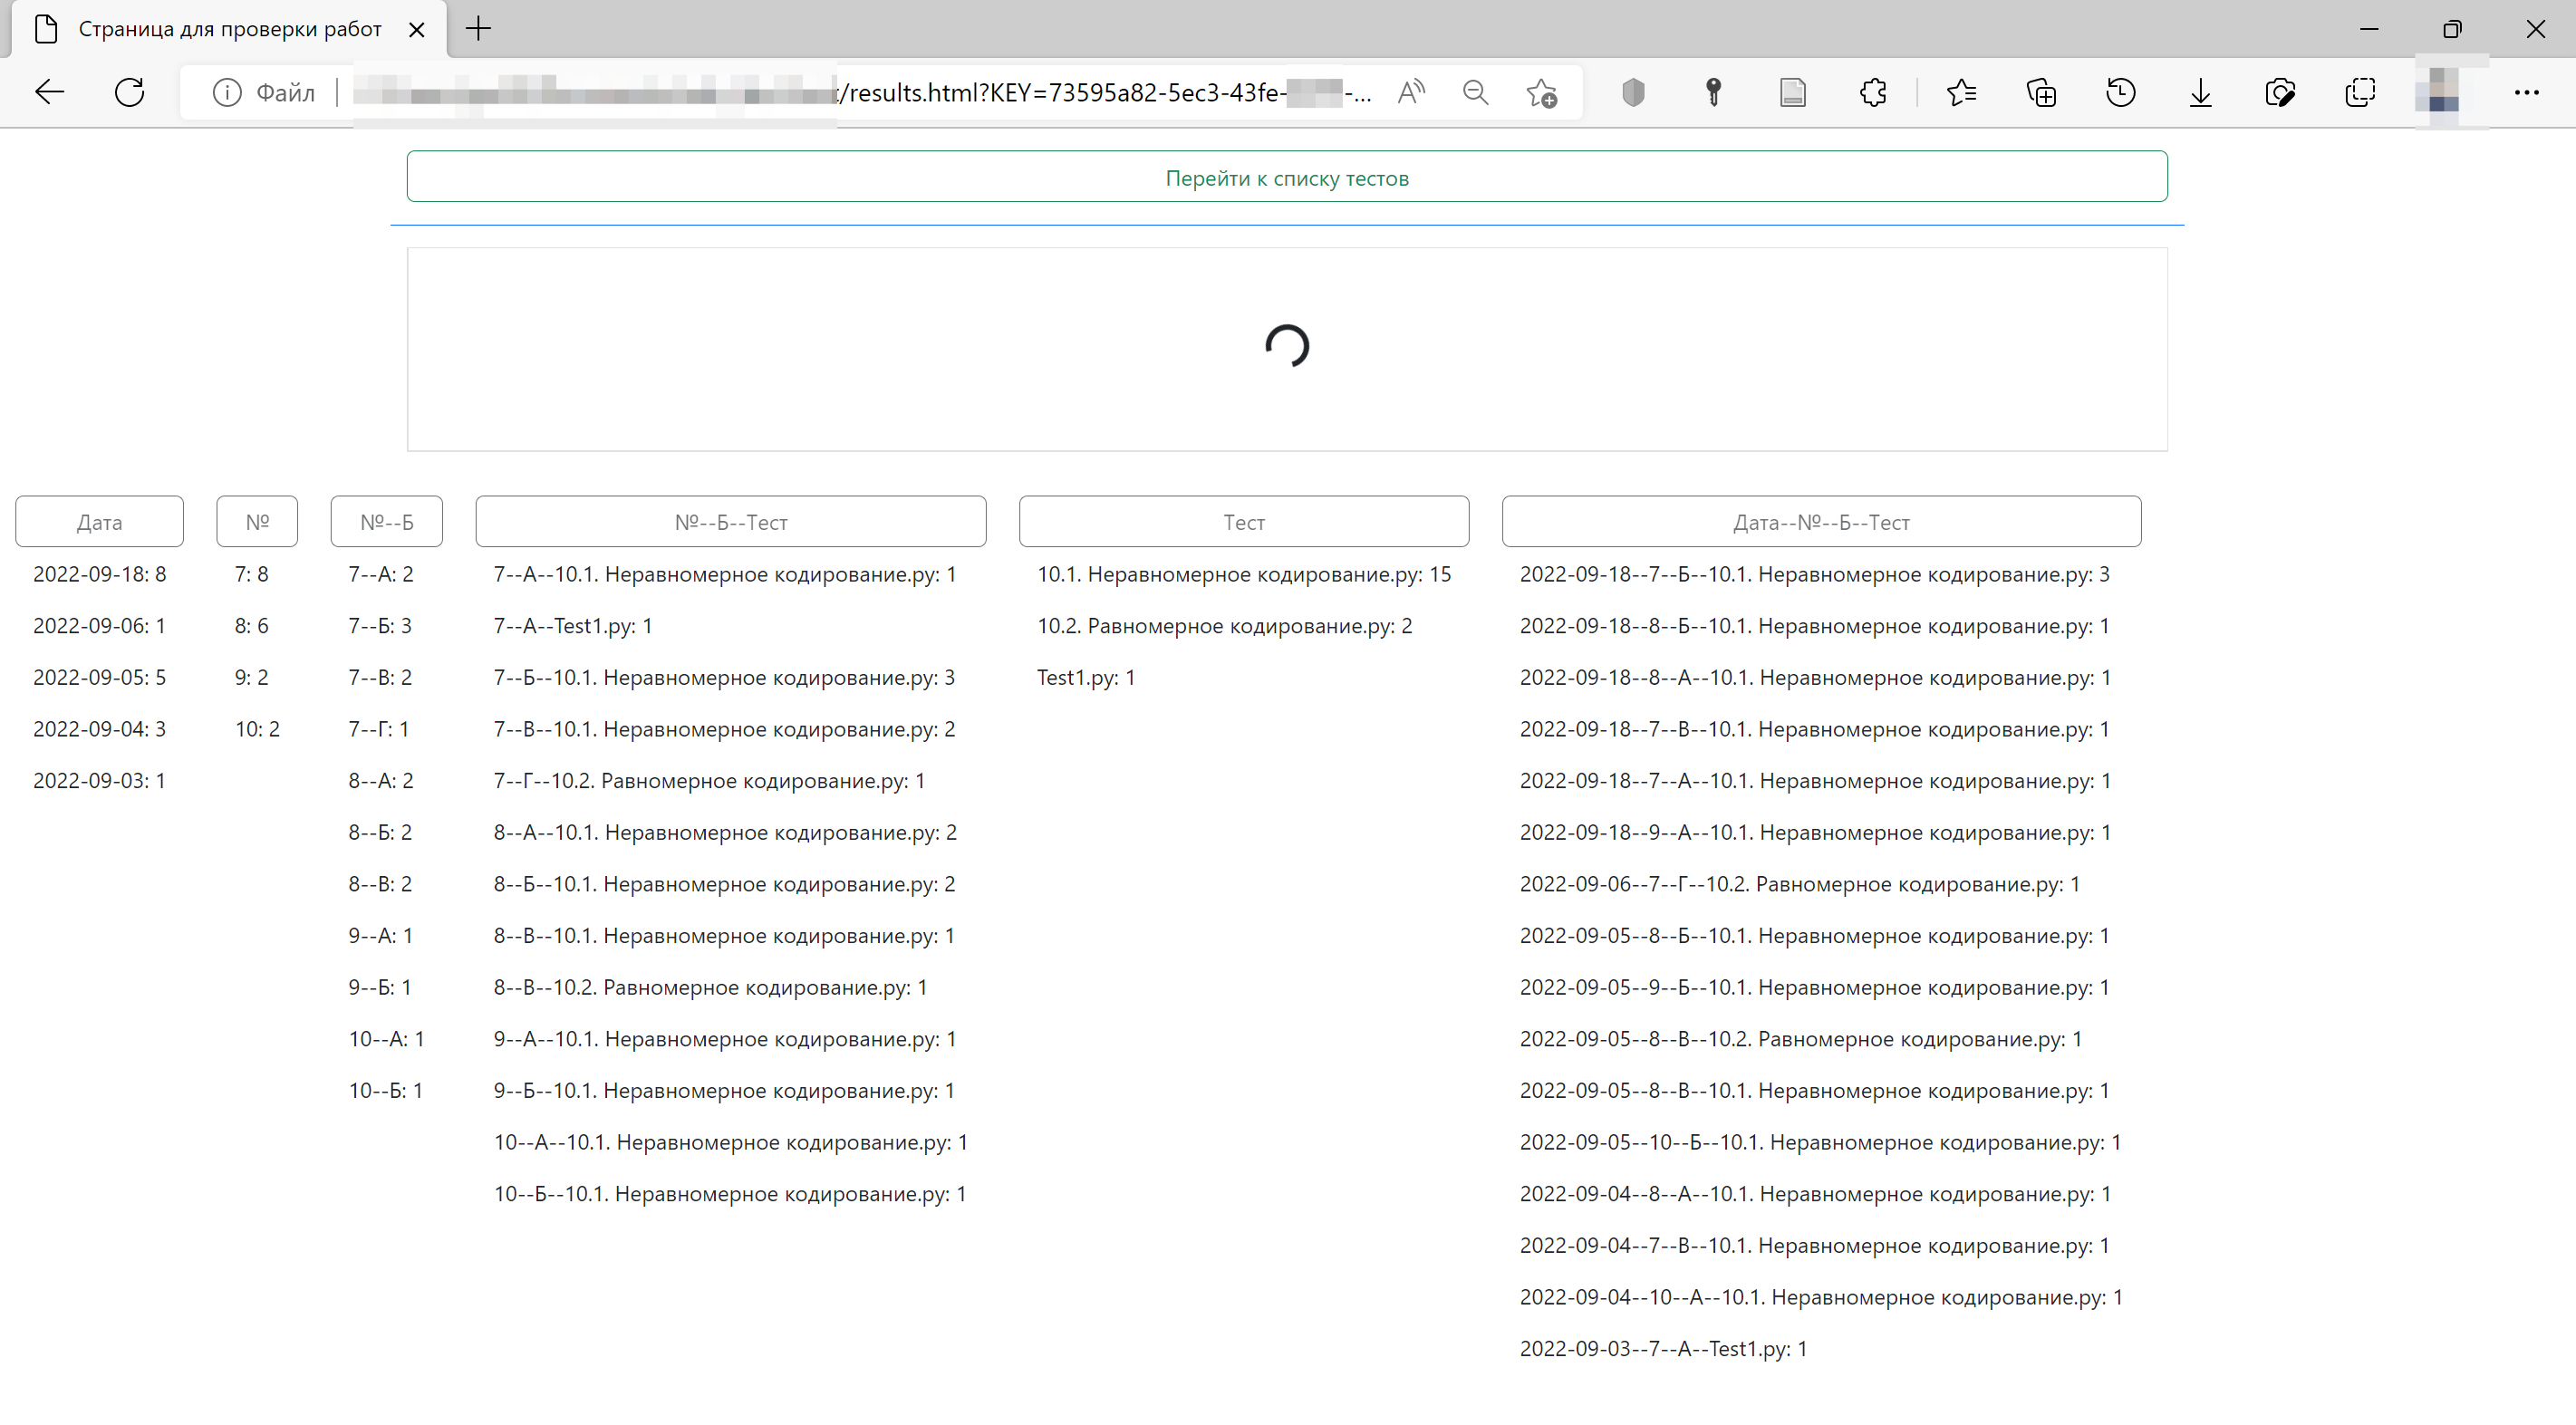 Страница для проверки работ
Файл
/results.html?KEY=73595a82-5ec3-43fe- -...
Перейти к списку тестов
Дата
2022-09-18: 8
2022-09-06: 1
2022-09-05: 5
2022-09-04: 3
2022-09-03: 1
№
7: 8
8: 6
9: 2
10: 2
№--Б
7--А: 2
7--Б: 3
7--В: 2
7--Г: 1
8--А: 2
8--Б: 2
8--В: 2
9--А: 1
9--Б: 1
10--А: 1
10--Б: 1
№--Б--Тест
7--А--10.1. Неравномерное кодирование.py: 1
7--А--Test1.py: 1
7--Б--10.1. Неравномерное кодирование.py: 3
7--В--10.1. Неравномерное кодирование.py: 2
7--Г--10.2. Равномерное кодирование.py: 1
8--А--10.1. Неравномерное кодирование.py: 2
8--Б--10.1. Неравномерное кодирование.py: 2
8--В--10.1. Неравномерное кодирование.py: 1
8--В--10.2. Равномерное кодирование.py: 1
9--А--10.1. Неравномерное кодирование.py: 1
9--Б--10.1. Неравномерное кодирование.py: 1
10--А--10.1. Неравномерное кодирование.py: 1
10--Б--10.1. Неравномерное кодирование.py: 1
Тест
10.1. Неравномерное кодирование.py: 15
10.2. Равномерное кодирование.py: 2
Test1.py: 1
Дата--№--Б--Тест
2022-09-18--7--Б--10.1. Неравномерное кодирование.py: 3
2022-09-18--8--Б--10.1. Неравномерное кодирование.py: 1
2022-09-18--8--А--10.1. Неравномерное кодирование.py: 1
2022-09-18--7--В--10.1. Неравномерное кодирование.py: 1
2022-09-18--7--А--10.1. Неравномерное кодирование.py: 1
2022-09-18--9--А--10.1. Неравномерное кодирование.py: 1
2022-09-06--7--Г--10.2. Равномерное кодирование.py: 1
2022-09-05--8--Б--10.1. Неравномерное кодирование.py: 1
2022-09-05--9--Б--10.1. Неравномерное кодирование.py: 1
2022-09-05--8--В--10.2. Равномерное кодирование.py: 1
2022-09-05--8--В--10.1. Неравномерное кодирование.py: 1
2022-09-05--10--Б--10.1. Неравномерное кодирование.py: 1
2022-09-04--8--А--10.1. Неравномерное кодирование.py: 1
2022-09-04--7--В--10.1. Неравномерное кодирование.py: 1
2022-09-04--10--А--10.1. Неравномерное кодирование.py: 1
2022-09-03--7--А--Test1.py: 1